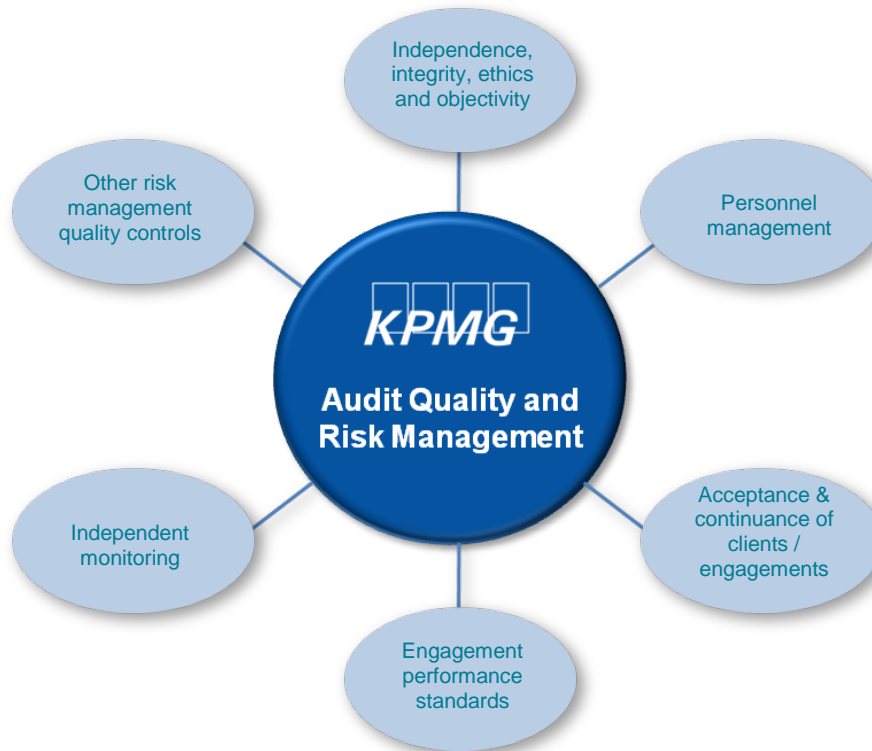 Independence,
integrity, ethics
and objectivity
Other risk
management
quality controls
Personnel
management
KPMG
Audit Quality and
Risk Management
Independent
monitoring
Acceptance &
continuance of
clients /
engagements
Engagement
performance
standards